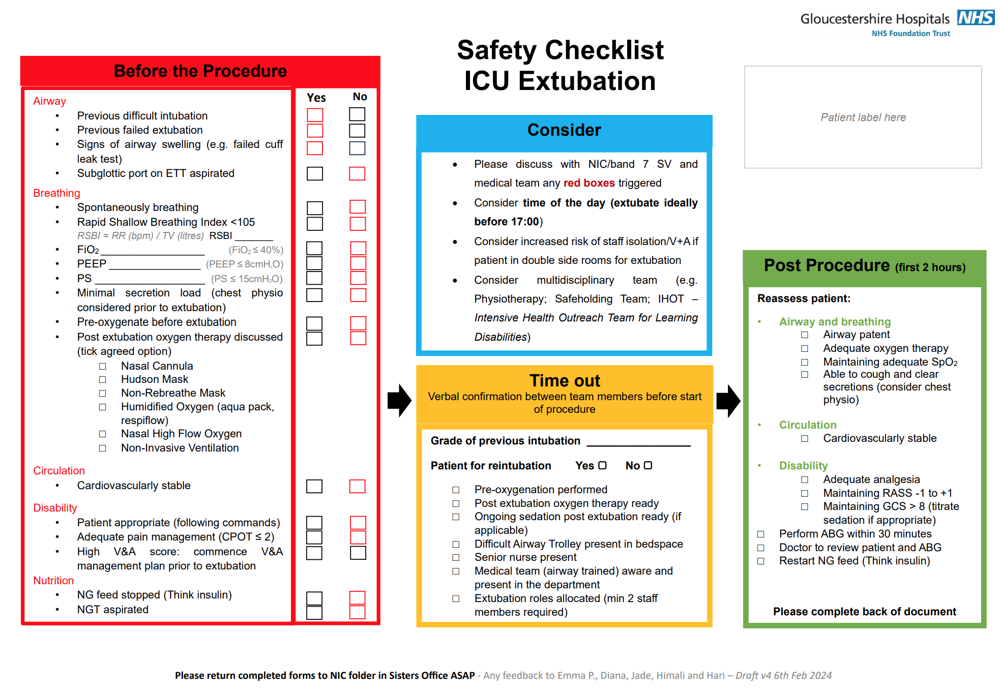 Gloucestershire Hospitals NHS
NHS Foundation Trust
Safety Checklist
ICU Extubation
Patient label here
Before the Procedure
Yes No
Airway
• Previous difficult intubation
• Previous failed extubation
• Signs of airway swelling (e.g. failed cuff
leak test)
• Subglottic port on ETT aspirated
Breathing
• Spontaneously breathing
• Rapid Shallow Breathing Index <105
RSBI = RR (bpm) / TV (litres) RSBI _______
• FiO₂ _________________ (FiO₂ ≤ 40%)
• PEEP _______________ (PEEP ≤ 8cmH₂O)
• PS __________________ (PS ≤ 15cmH₂O)
• Minimal secretion load (chest physio
considered prior to extubation)
• Pre-oxygenate before extubation
• Post extubation oxygen therapy discussed
(tick agreed option)
□ Nasal Cannula
□ Hudson Mask
□ Non-Rebreathe Mask
□ Humidified Oxygen (aqua pack,
respiflow)
□ Nasal High Flow Oxygen
□ Non-Invasive Ventilation
Circulation
• Cardiovascularly stable
Disability
• Patient appropriate (following commands)
• Adequate pain management (CPOT ≤ 2)
• High V&A score: commence V&A
management plan prior to extubation
Nutrition
• NG feed stopped (Think insulin)
• NGT aspirated
Consider
• Please discuss with NIC/band 7 SV and
medical team any red boxes triggered
• Consider time of the day (extubate ideally
before 17:00)
• Consider increased risk of staff isolation/V+A if
patient in double side rooms for extubation
• Consider multidisciplinary team (e.g.
Physiotherapy; Safeholding Team; IHOT –
Intensive Health Outreach Team for Learning
Disabilities)
Time out
Verbal confirmation between team members before start
of procedure
Grade of previous intubation _________________
Patient for reintubation Yes □ No □
□ Pre-oxygenation performed
□ Post extubation oxygen therapy ready
□ Ongoing sedation post extubation ready (if
applicable)
□ Difficult Airway Trolley present in bedspace
□ Senior nurse present
□ Medical team (airway trained) aware and
present in the department
□ Extubation roles allocated (min 2 staff
members required)
Post Procedure (first 2 hours)
Reassess patient:
• Airway and breathing
□ Airway patent
□ Adequate oxygen therapy
□ Maintaining adequate SpO₂
□ Able to cough and clear
secretions (consider chest
physio)
• Circulation
□ Cardiovascularly stable
• Disability
□ Adequate analgesia
□ Maintaining RASS -1 to +1
□ Maintaining GCS > 8 (titrate
sedation if appropriate)
□ Perform ABG within 30 minutes
□ Doctor to review patient and ABG
□ Restart NG feed (Think insulin)
Please complete back of document
Please return completed forms to NIC folder in Sisters Office ASAP - Any feedback to Emma P., Diana, Jade, Himali and Hari – Draft v4 6th Feb 2024